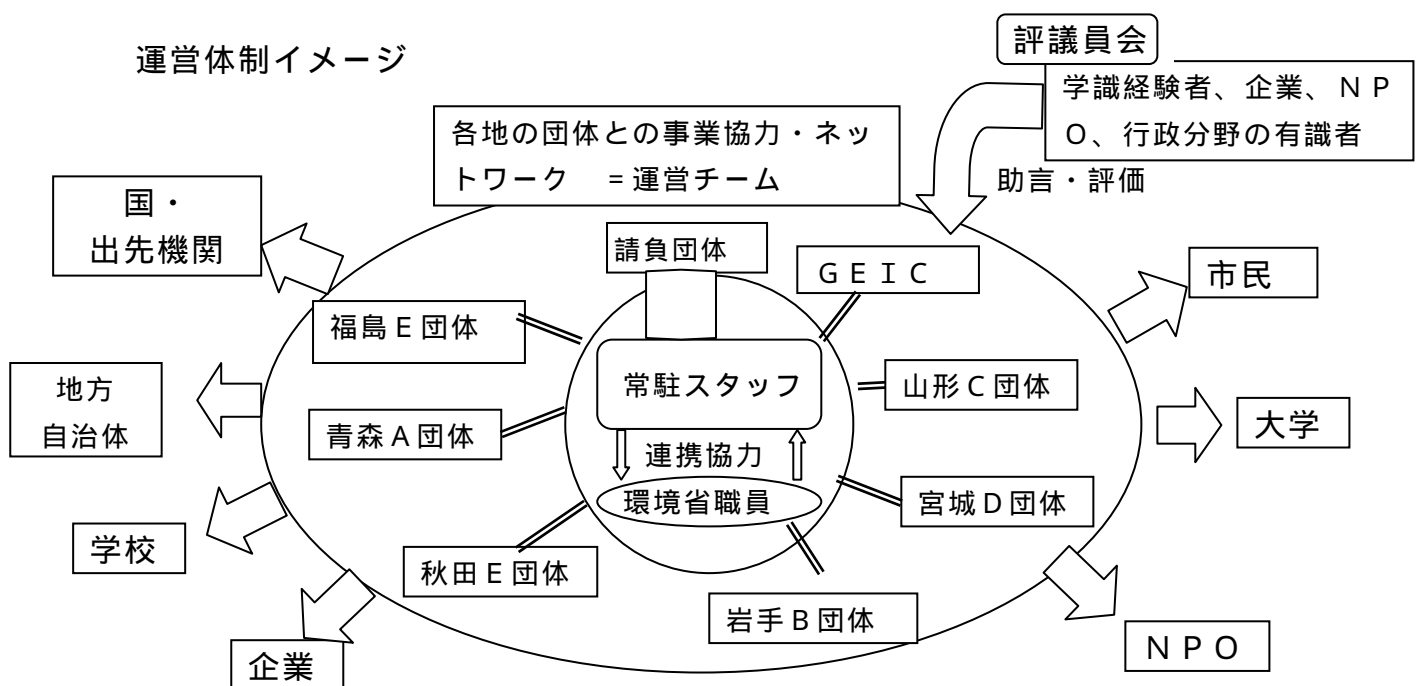 運営体制イメージ
評議員会
学識経験者、企業、ＮＰ
Ｏ、行政分野の有識者
助言・評価
各地の団体との事業協力・ネッ
トワーク　＝運営チーム
国・
出先機関
請負団体
ＧＥＩＣ
市民
福島Ｅ団体
常駐スタッフ
山形Ｃ団体
地方
自治体
青森Ａ団体
連携協力
大学
環境省職員
宮城Ｄ団体
学校
秋田Ｅ団体
岩手Ｂ団体
企業
ＮＰＯ